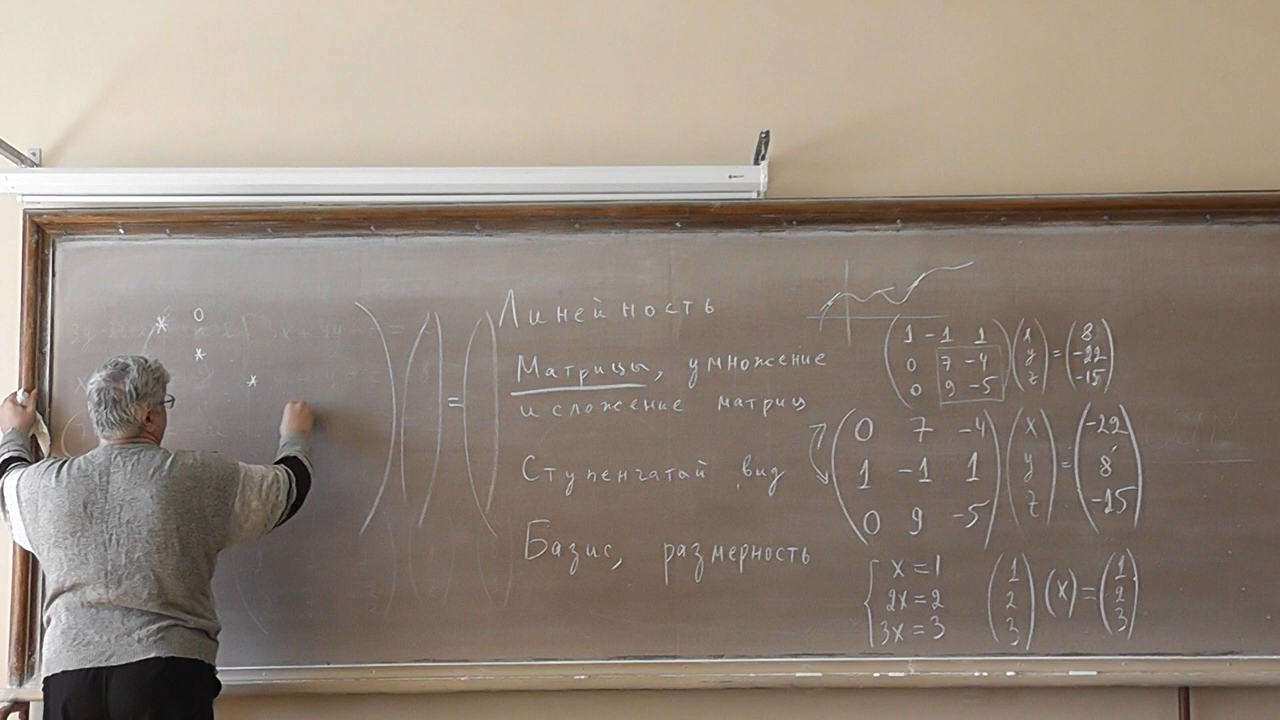 Линейность
Матрицы, умножение
и сложение матриц
Ступенчатай вид
Базис, размерность
* 0
*
*
( ) ( ) = ( )
( 1 -1 1 ) ( x ) = ( 8 )
( 0 7 -4 ) ( y ) = ( -22 )
( 0 9 -5 ) ( z ) = ( -15 )
( 0 7 -4 ) ( x ) = ( -22 )
( 1 -1 1 ) ( y ) = ( 8 )
( 0 9 -5 ) ( z ) = ( -15 )
{ x = 1
2x = 2
3x = 3
( 1 2 3 ) (x) = ( 1 2 3 )